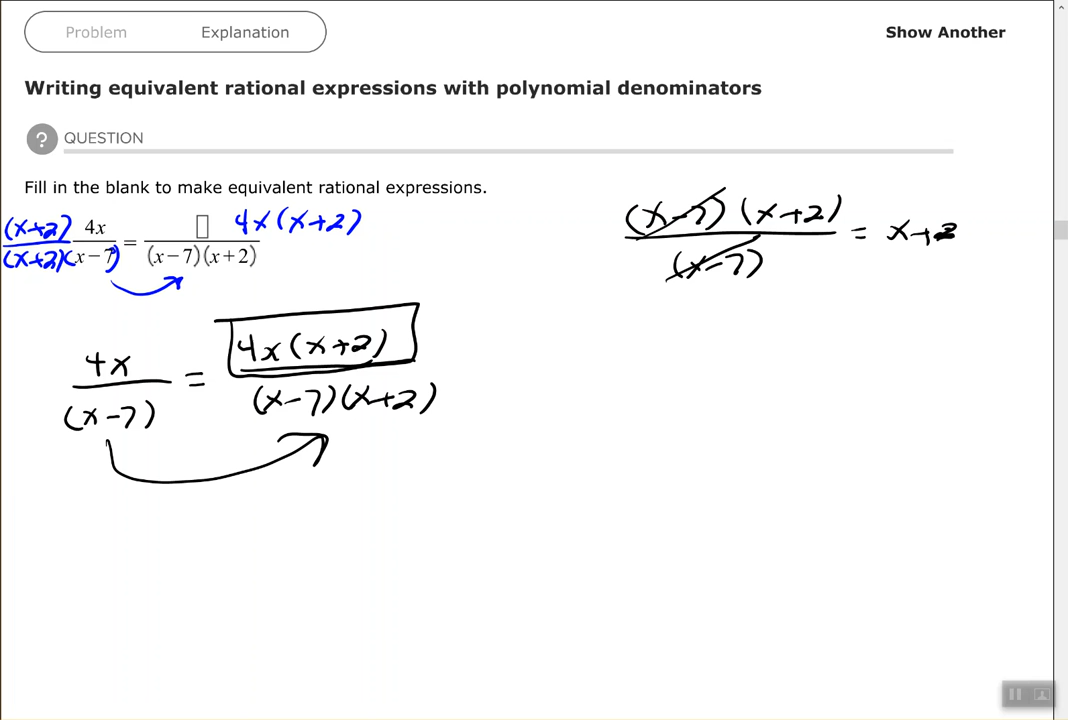 Problem Explanation Show Another
Writing equivalent rational expressions with polynomial denominators
? QUESTION
Fill in the blank to make equivalent rational expressions.
(x+2) 4x = □ 4x(x+2)
(x+2)(x−7) (x−7)(x+2)
(x-7)(x+2) = x+2
(x-7)
4x = 4x(x+2)
(x-7) (x-7)(x+2)